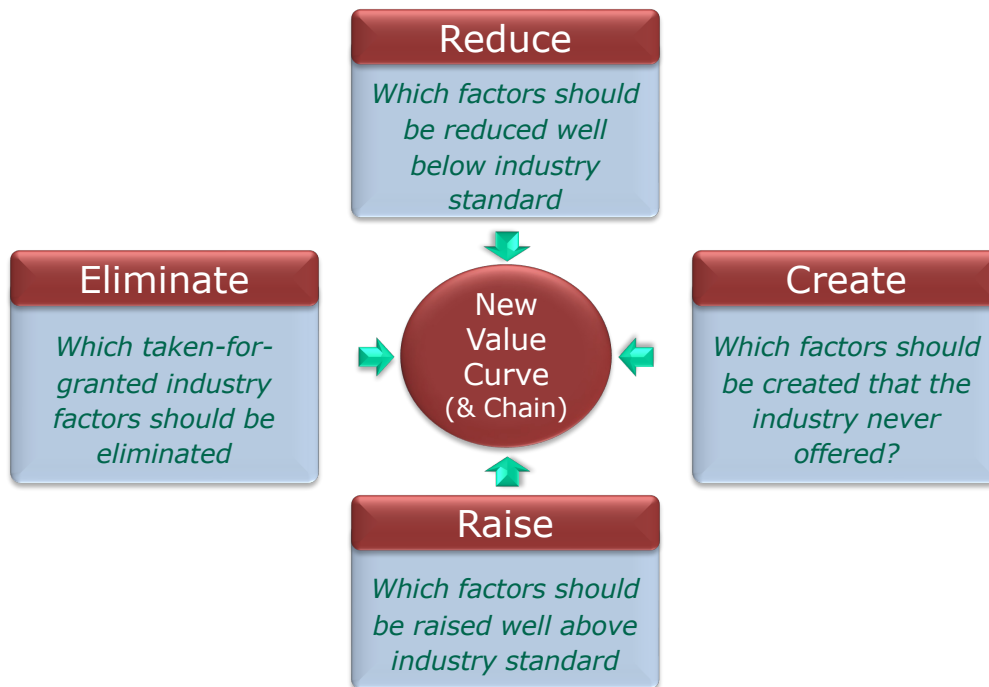 Reduce
Which factors should
be reduced well
below industry
standard
Eliminate
Which taken-for-
granted industry
factors should be
eliminated
New
Value
Curve
(& Chain)
Create
Which factors should
be created that the
industry never
offered?
Raise
Which factors should
be raised well above
industry standard